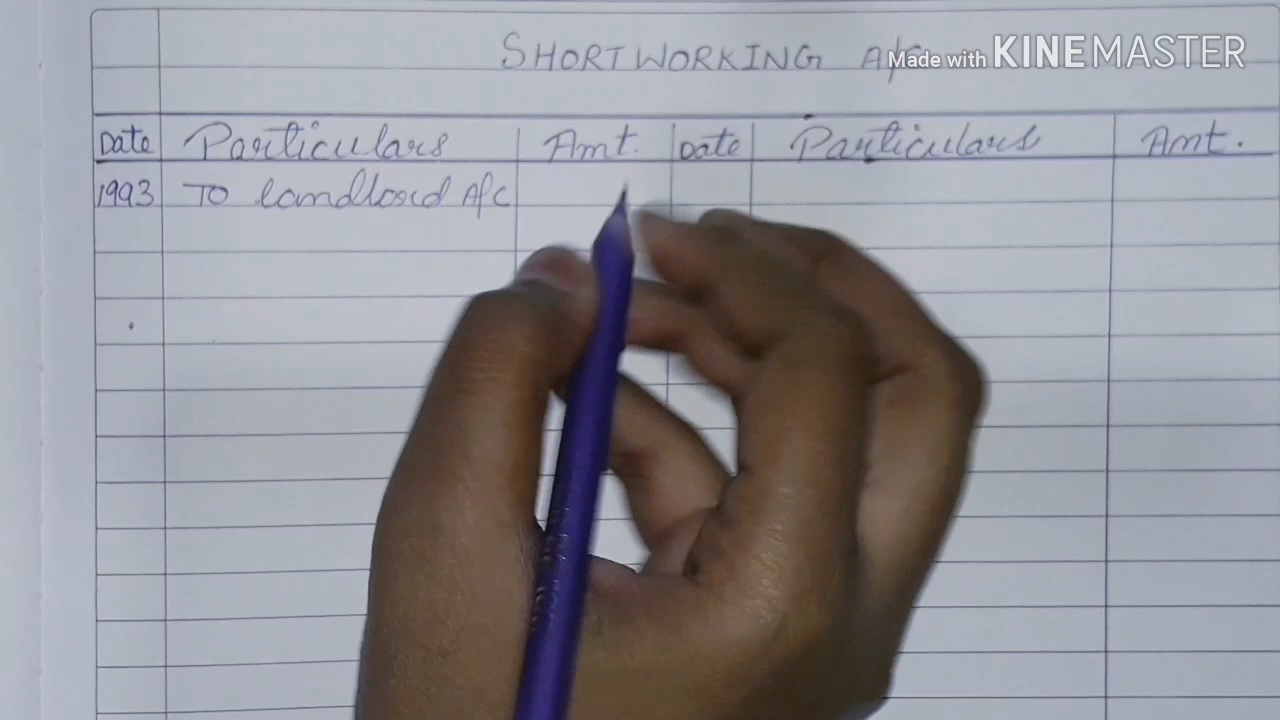 SHORTWORKING A/C
Made with KINEMASTER
Date Particulars Amt. Date Particulars Amt.
1993 To landlord A/c